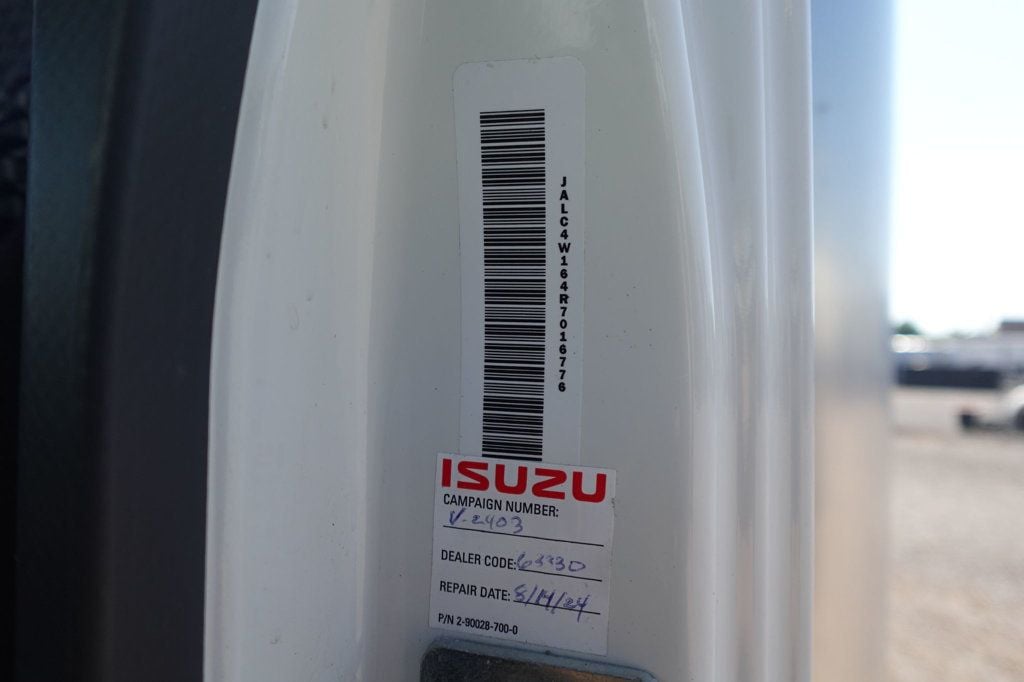 JALC4W164R7016776
ISUZU
CAMPAIGN NUMBER:
V-2403
DEALER CODE: 63330
REPAIR DATE: 8/14/24
P/N 2-90028-700-0